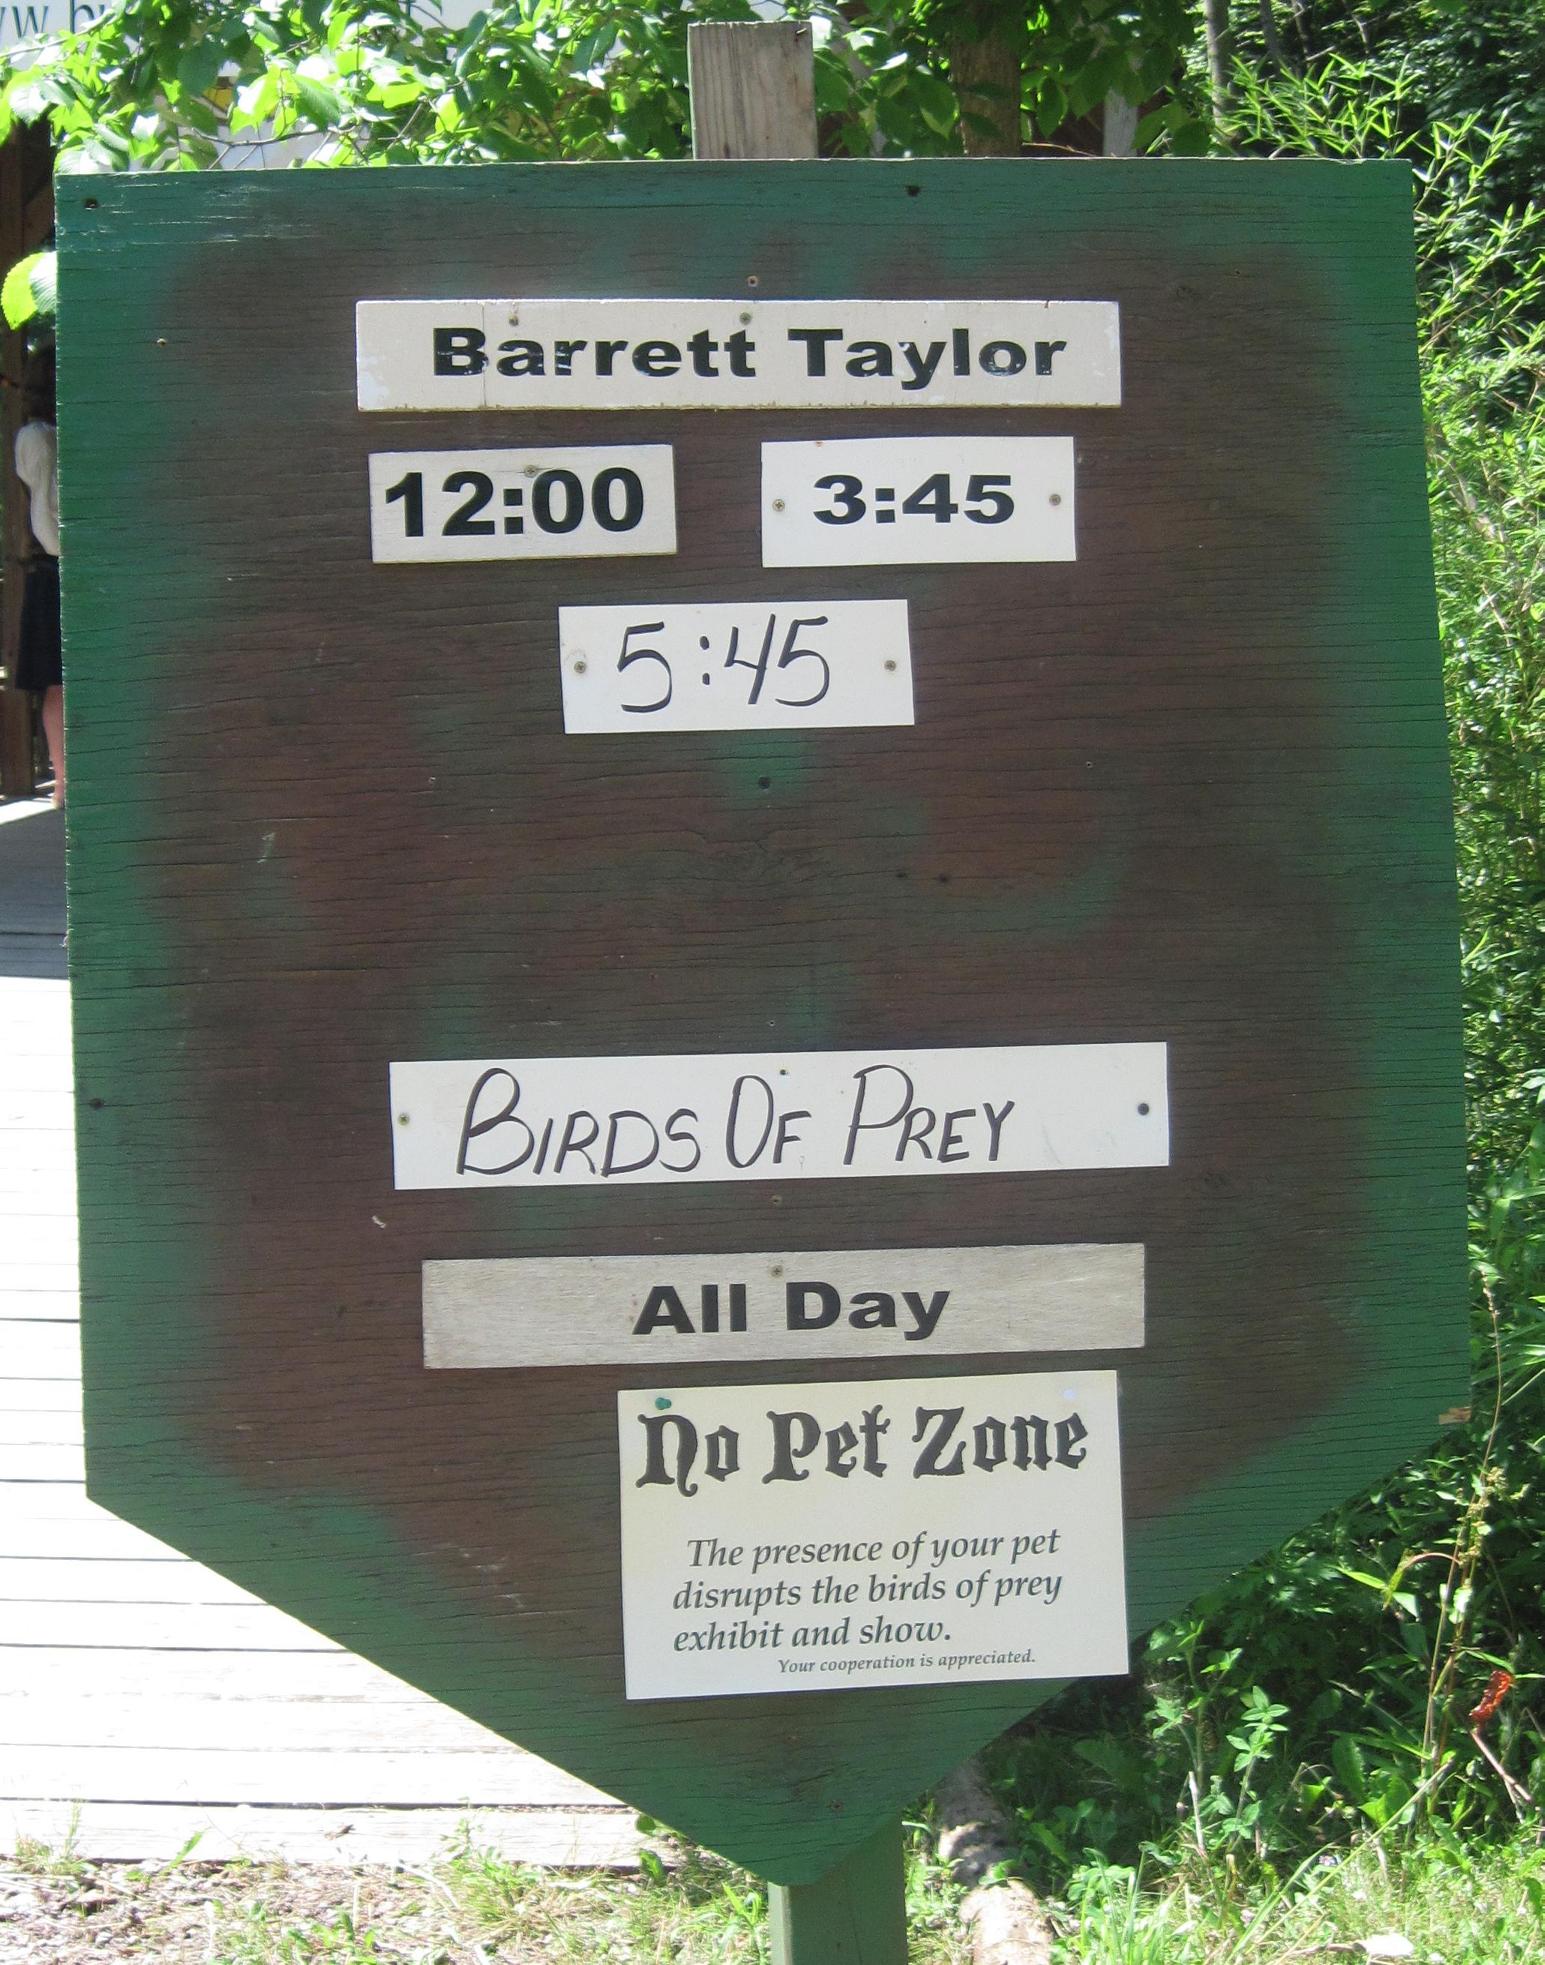 Barrett Taylor
12:00 3:45
5:45
BIRDS OF PREY
All Day
No Pet Zone
The presence of your pet
disrupts the birds of prey
exhibit and show.
Your cooperation is appreciated.